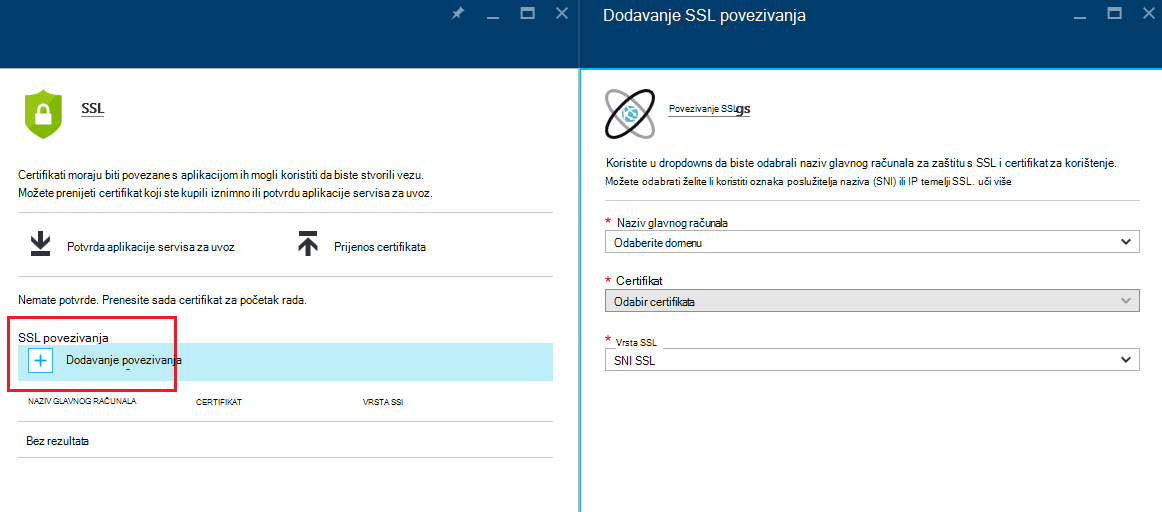 SSL
Certifikati moraju biti povezane s aplikacijom ih mogli koristiti da biste stvorili vezu.
Možete prenijeti certifikat koji ste kupili iznimno ili potvrdu aplikacije servisa za uvoz.
Potvrda aplikacije servisa za uvoz
Prijenos certifikata
Nemate potvrde. Prenesite sada certifikat za početak rada.
SSL povezivanja
Dodavanje povezivanja
NAZIV GLAVNOG RAČUNALA CERTIFIKAT VRSTA SSl
Bez rezultata
Dodavanje SSL povezivanja
Povezivanje SSLgs
Koristite u dropdowns da biste odabrali naziv glavnog računala za zaštitu s SSL i certifikat za korištenje.
Možete odabrati želite li koristiti oznaka poslužitelja naziva (SNI) ili IP temelji SSL. uči više
* Naziv glavnog računala
Odaberite domenu
* Certifikat
Odabir certifikata
* Vrsta SSL
SNI SSL